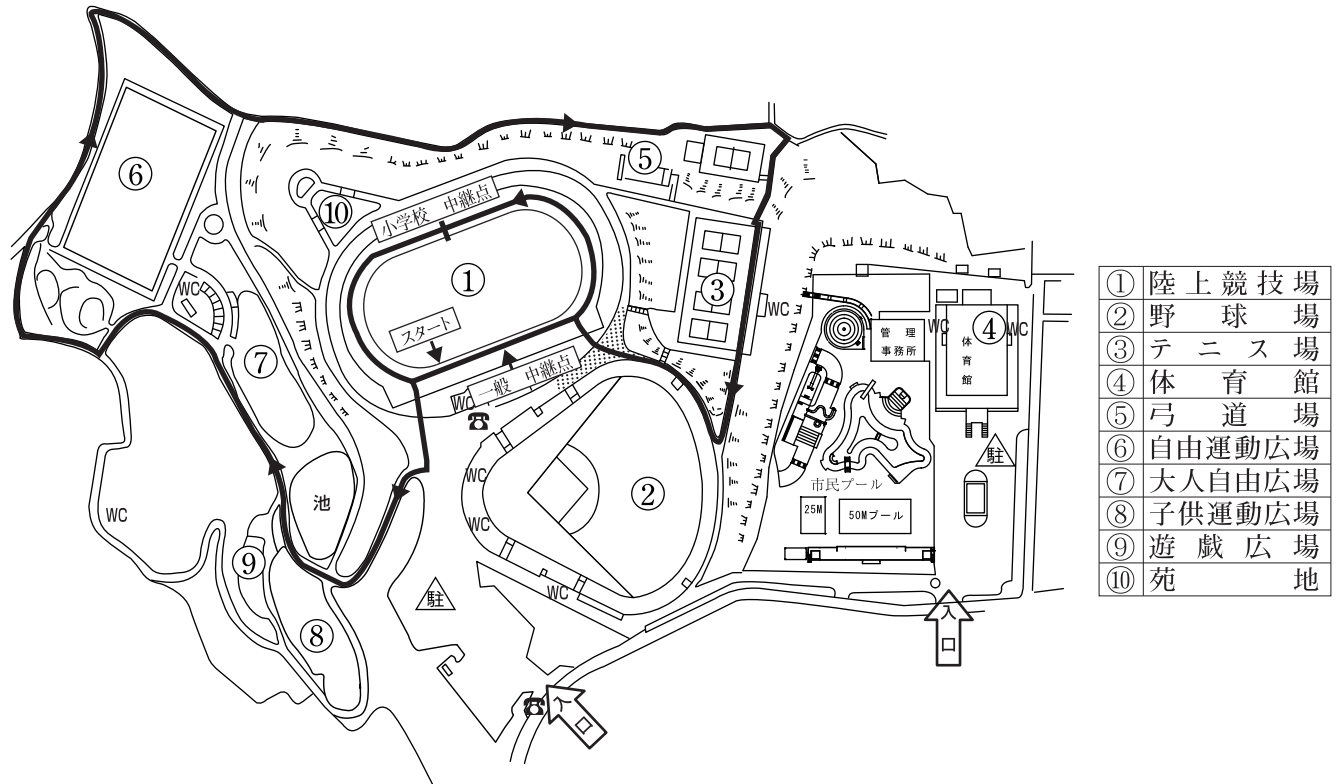 ⑥
⑤
⑩
小学校 中継点
①
③
スタート
一般 中継点
WC
⑦
WC
WC
管理
事務所
WC
④
WC
体育館
WC
WC
WC
②
市民プール
25M
50Mプール
駐
池
WC
⑨
⑧
駐
WC
入口
入口
① 陸上競技場
② 野球場
③ テニス場
④ 体育館
⑤ 弓道場
⑥ 自由運動広場
⑦ 大人自由広場
⑧ 子供運動広場
⑨ 遊戯広場
⑩ 苑地